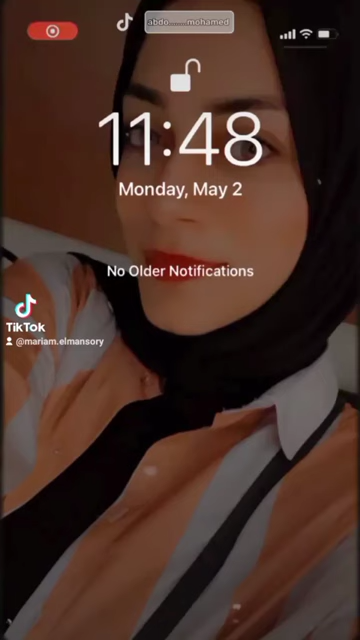 abdo.......mohamed
11:48
Monday, May 2
No Older Notifications
TikTok
@mariam.elmansory